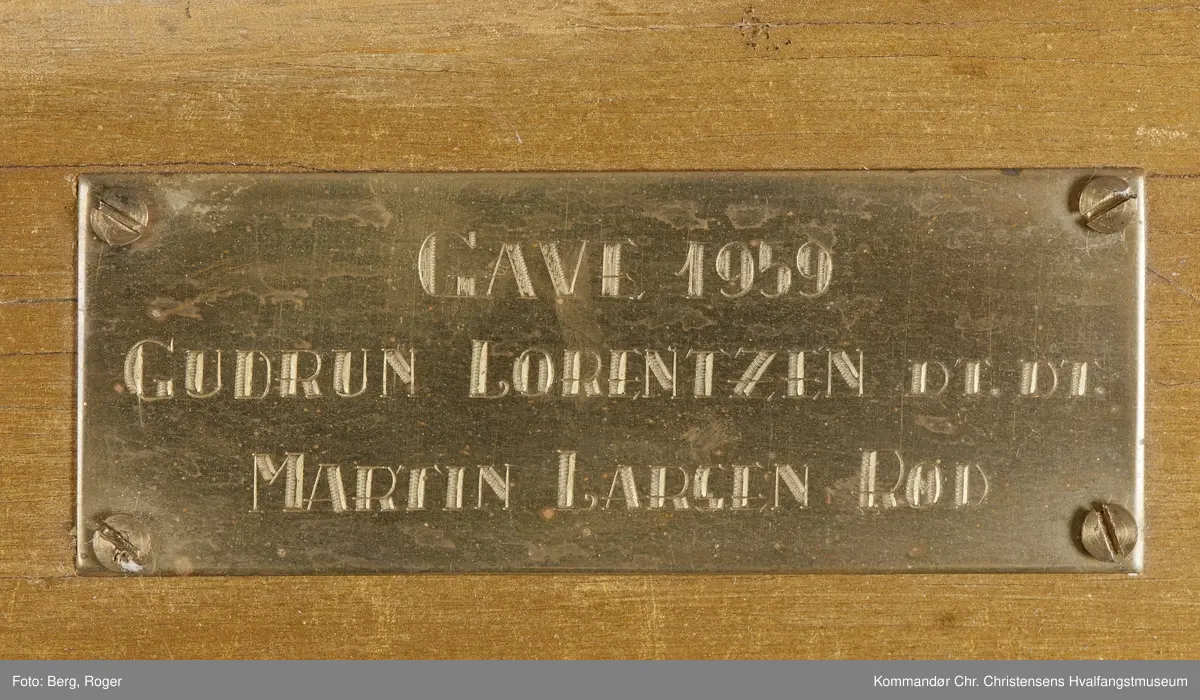 GAVE 1959
GUDRUN LORENTZEN DT. DT.
MARTIN LARSEN RØD
Foto: Berg, Roger
Kommandør Chr. Christensens Hvalfangstmuseum